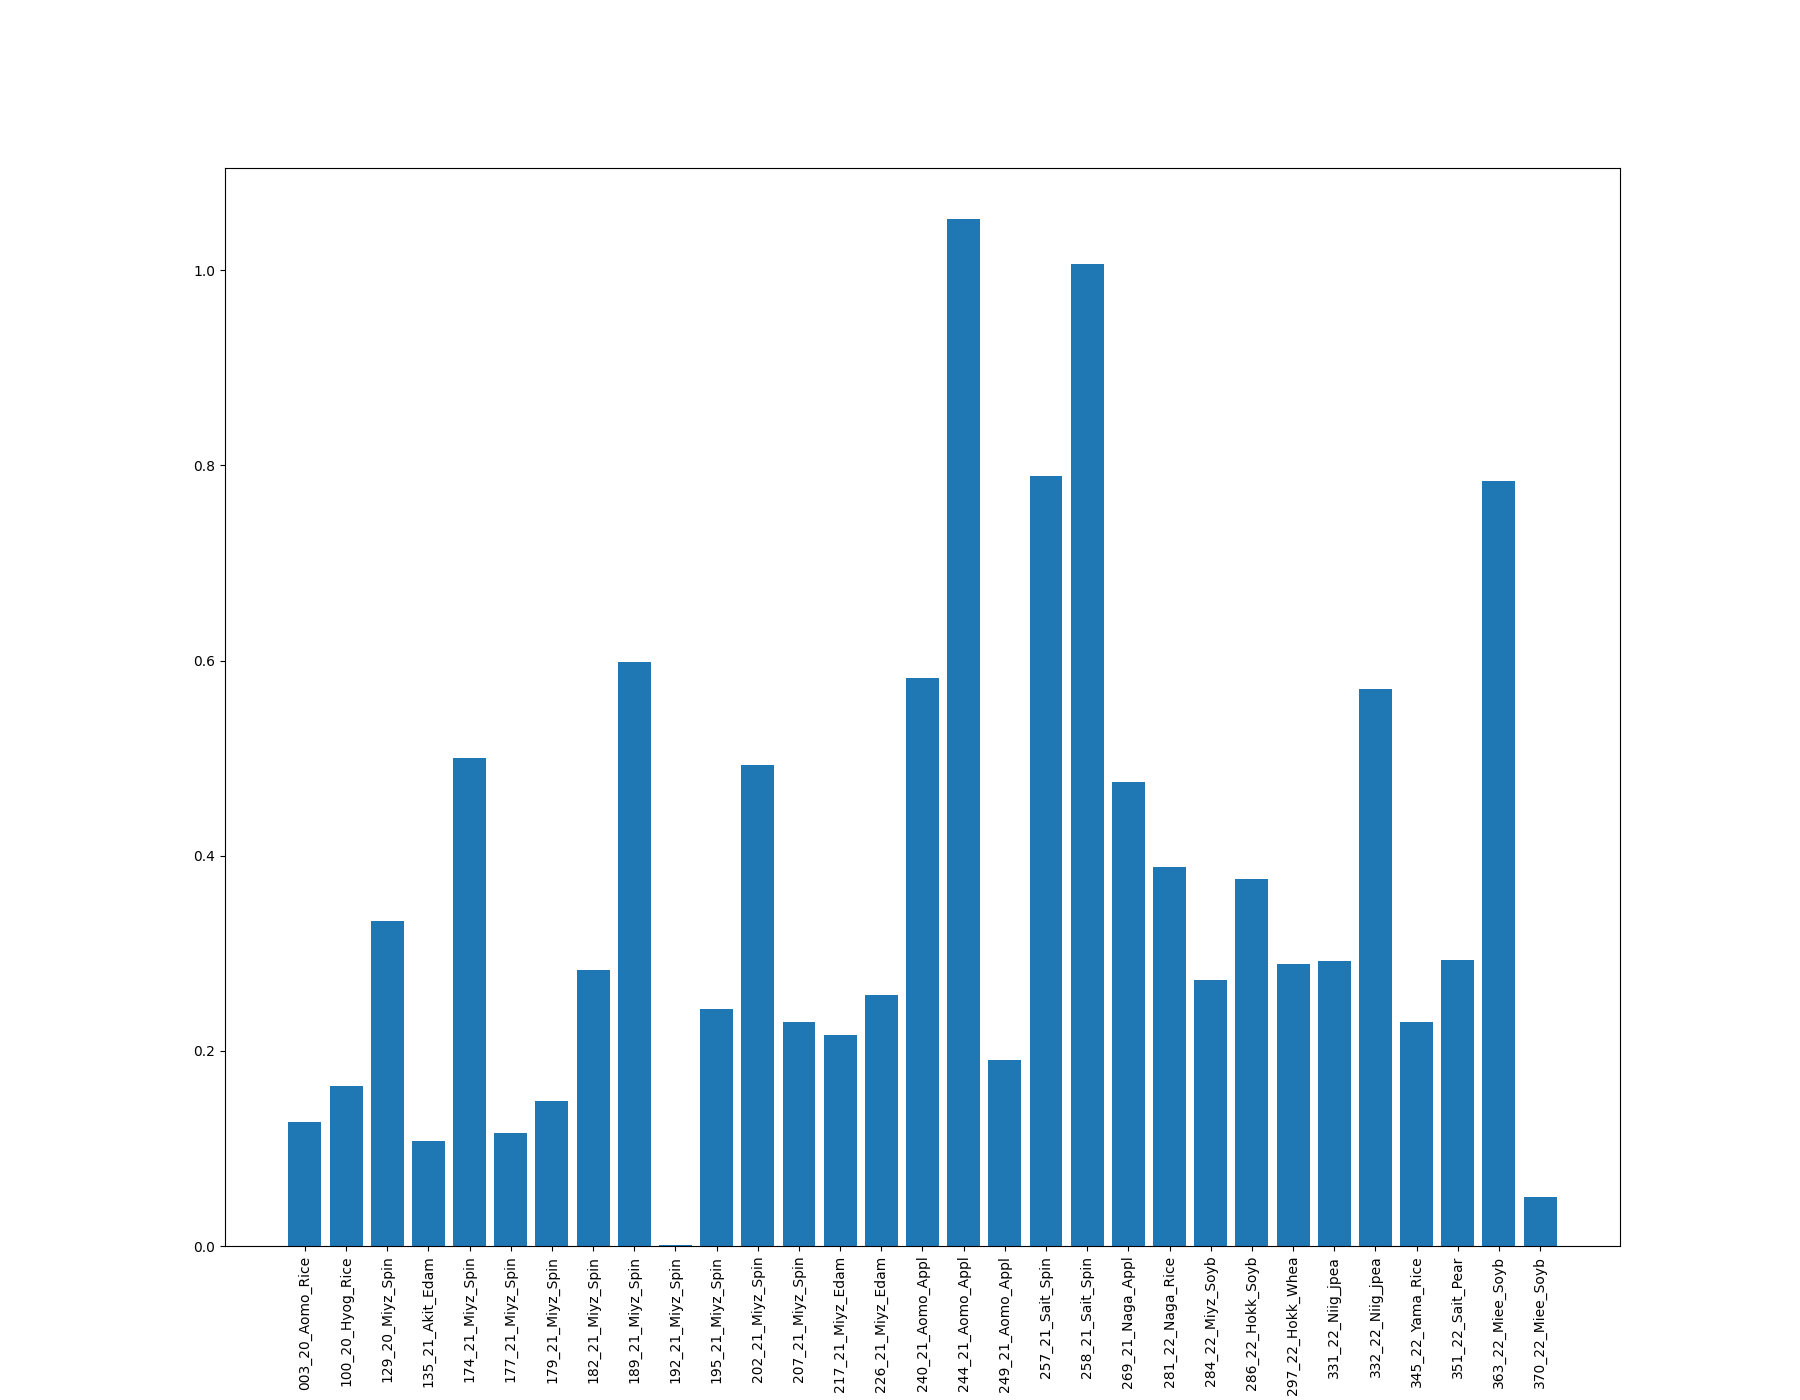 1.0
0.8
0.6
0.4
0.2
0.0
003_20_Aomo_Rice
100_20_Hyog_Rice
129_20_Miyz_Spin
135_21_Akit_Edam
174_21_Miyz_Spin
177_21_Miyz_Spin
179_21_Miyz_Spin
182_21_Miyz_Spin
189_21_Miyz_Spin
192_21_Miyz_Spin
195_21_Miyz_Spin
202_21_Miyz_Spin
207_21_Miyz_Spin
217_21_Miyz_Edam
226_21_Miyz_Edam
240_21_Aomo_Appl
244_21_Aomo_Appl
249_21_Aomo_Appl
257_21_Sait_Spin
258_21_Sait_Spin
269_21_Naga_Appl
281_22_Naga_Rice
284_22_Miyz_Soyb
286_22_Hokk_Soyb
297_22_Hokk_Whea
331_22_Niig_jpea
332_22_Niig_jpea
345_22_Yama_Rice
351_22_Sait_Pear
363_22_Miee_Soyb
370_22_Miee_Soyb